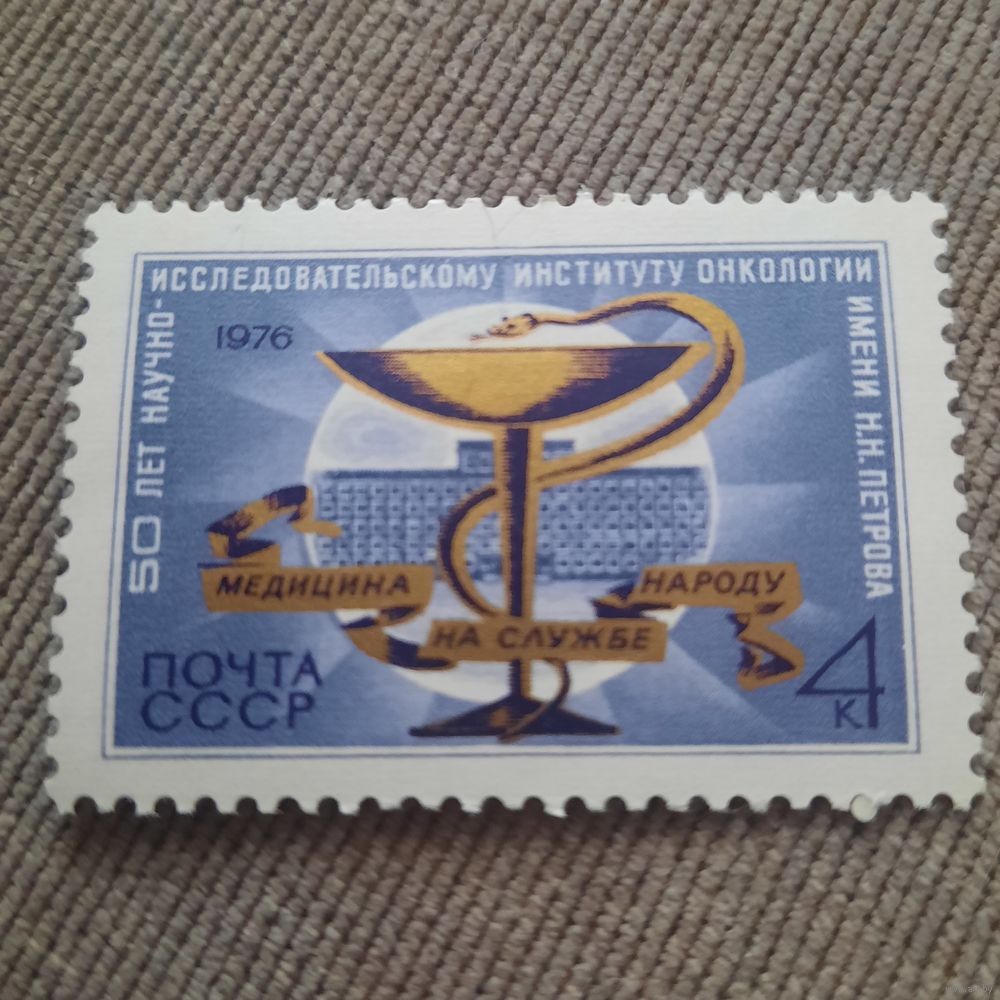 50 ЛЕТ НАУЧНО-
ИССЛЕДОВАТЕЛЬСКОМУ ИНСТИТУТУ ОНКОЛОГИИ
ИМЕНИ Н.Н.ПЕТРОВА
1976
МЕДИЦИНА
НА СЛУЖБЕ
НАРОДУ
ПОЧТА
СССР
4
К